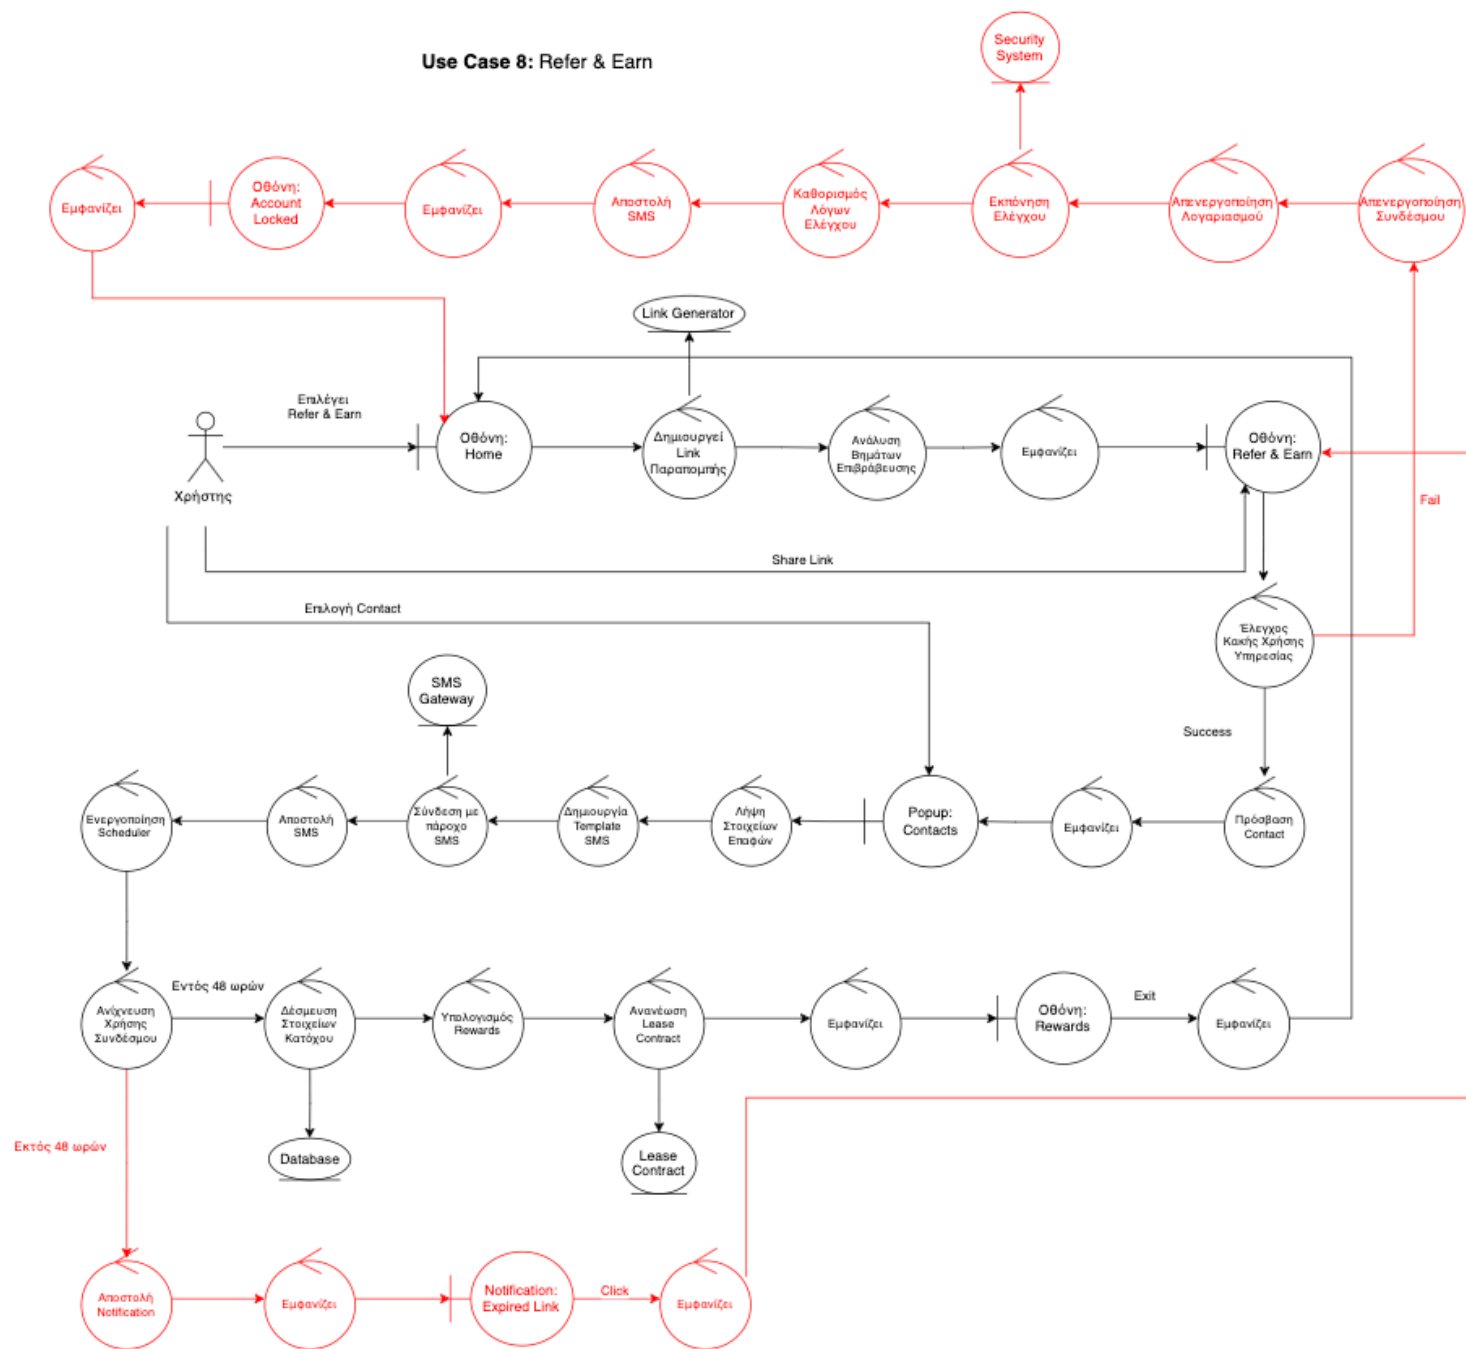 Use Case 8: Refer & Earn
Security
System
Εμφανίζει
Οθόνη:
Account
Locked
Εμφανίζει
Αποστολή
SMS
Καθορισμός
Λόγων
Ελέγχου
Εκπόνηση
Ελέγχου
Απενεργοποίηση
Λογαριασμού
Απενεργοποίηση
Συνδέσμου
Link Generator
Επιλέγει
Refer & Earn
Χρήστης
Οθόνη:
Home
Δημιουργεί
Link
Παραπομπής
Ανάλυση
Βημάτων
Επιβράβευσης
Εμφανίζει
Οθόνη:
Refer & Earn
Fail
Share Link
Επιλογή Contact
Έλεγχος
Κακής Χρήσης
Υπηρεσίας
SMS
Gateway
Success
Ενεργοποίηση
Scheduler
Αποστολή
SMS
Σύνδεση με
πάροχο
SMS
Δημιουργία
Template
SMS
Λήψη
Στοιχείων
Επαφών
Popup:
Contacts
Εμφανίζει
Πρόσβαση
Contact
Ανίχνευση
Χρήσης
Συνδέσμου
Εντός 48 ωρών
Δέσμευση
Στοιχείων
Κατόχου
Υπολογισμός
Rewards
Ανανέωση
Lease
Contract
Εμφανίζει
Οθόνη:
Rewards
Exit
Εμφανίζει
Εκτός 48 ωρών
Database
Lease
Contract
Αποστολή
Notification
Εμφανίζει
Notification:
Expired Link
Click
Εμφανίζει